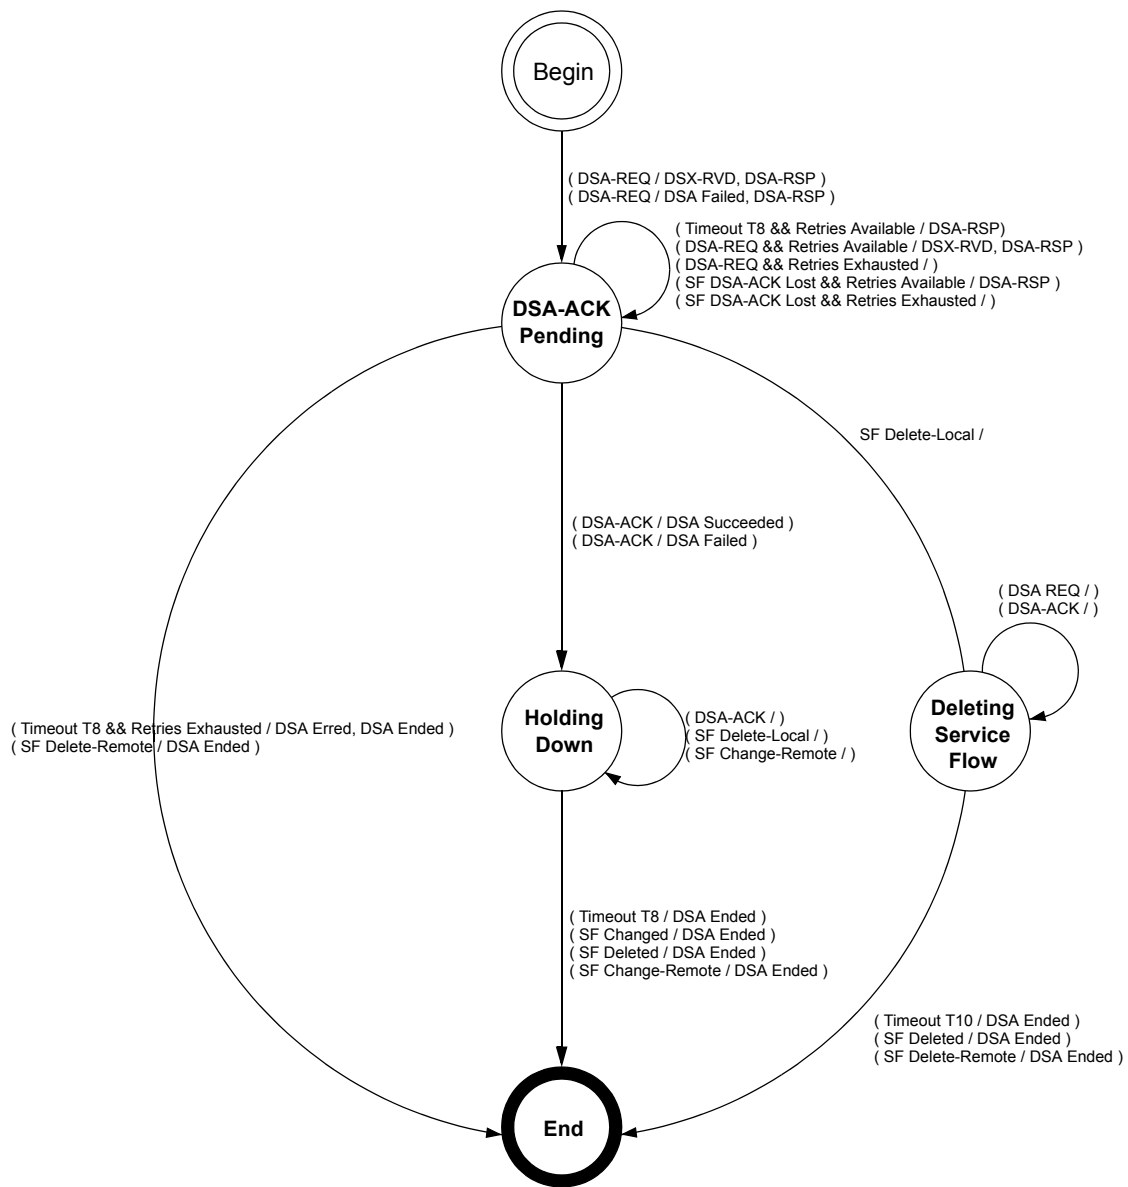 Begin
( DSA-REQ / DSX-RVD, DSA-RSP )
( DSA-REQ / DSA Failed, DSA-RSP )
( Timeout T8 && Retries Available / DSA-RSP)
( DSA-REQ && Retries Available / DSX-RVD, DSA-RSP )
( DSA-REQ && Retries Exhausted / )
( SF DSA-ACK Lost && Retries Available / DSA-RSP )
( SF DSA-ACK Lost && Retries Exhausted / )
DSA-ACK
Pending
SF Delete-Local /
( DSA-ACK / DSA Succeeded )
( DSA-ACK / DSA Failed )
( DSA REQ / )
( DSA-ACK / )
( Timeout T8 && Retries Exhausted / DSA Erred, DSA Ended )
( SF Delete-Remote / DSA Ended )
Holding
Down
( DSA-ACK / )
( SF Delete-Local / )
( SF Change-Remote / )
Deleting
Service
Flow
( Timeout T8 / DSA Ended )
( SF Changed / DSA Ended )
( SF Deleted / DSA Ended )
( SF Change-Remote / DSA Ended )
( Timeout T10 / DSA Ended )
( SF Deleted / DSA Ended )
( SF Delete-Remote / DSA Ended )
End